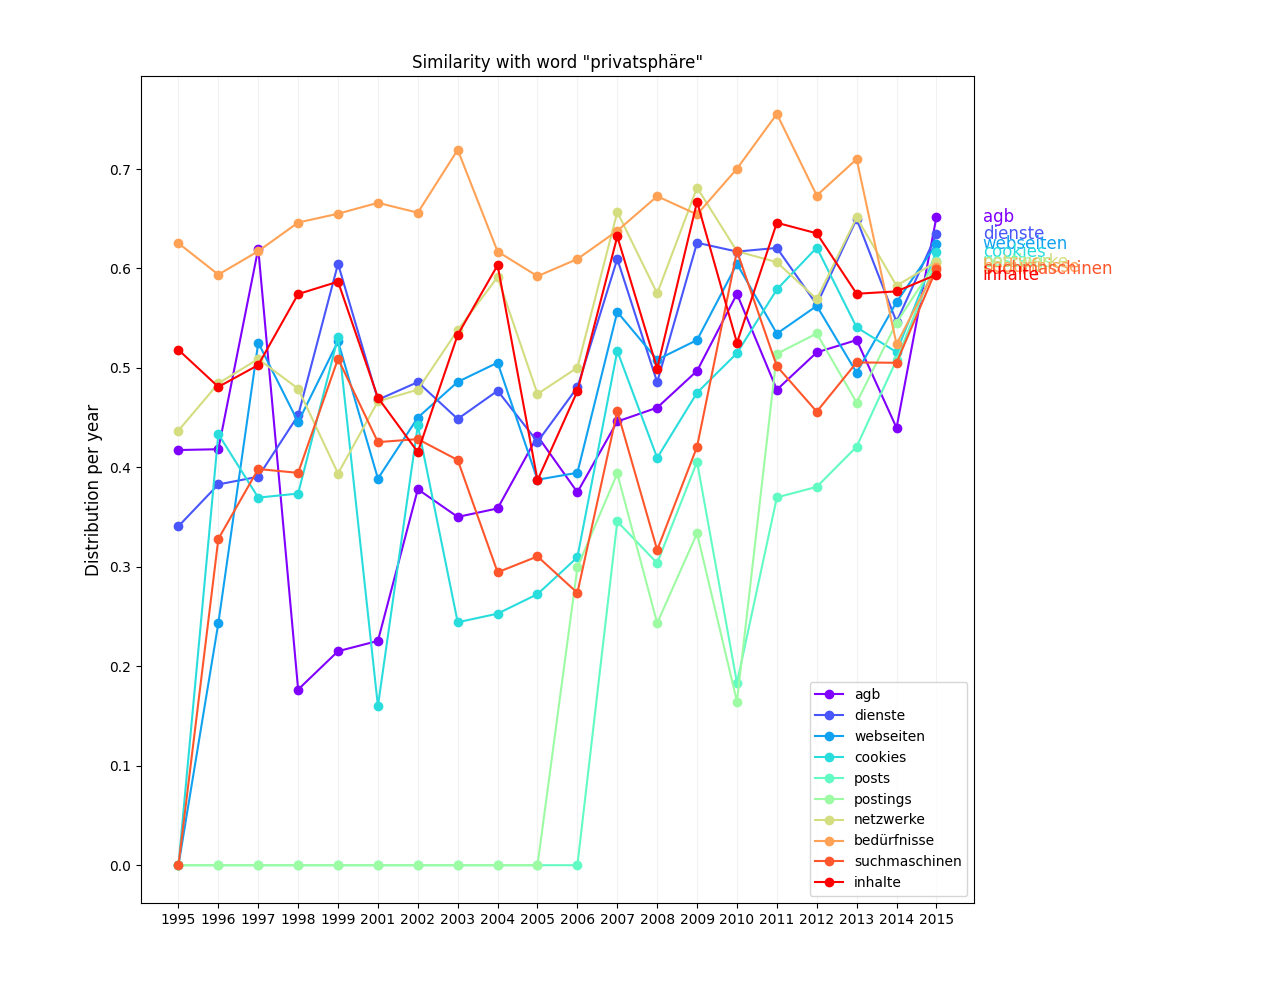 Similarity with word "privatsphäre"
Distribution per year
0.7
0.6
0.5
0.4
0.3
0.2
0.1
0.0
1995 1996 1997 1998 1999 2001 2002 2003 2004 2005 2006 2007 2008 2009 2010 2011 2012 2013 2014 2015
agb
dienste
webseiten
cookies
suchmaschinen
inhalte
agb
dienste
webseiten
cookies
posts
postings
netzwerke
bedürfnisse
suchmaschinen
inhalte